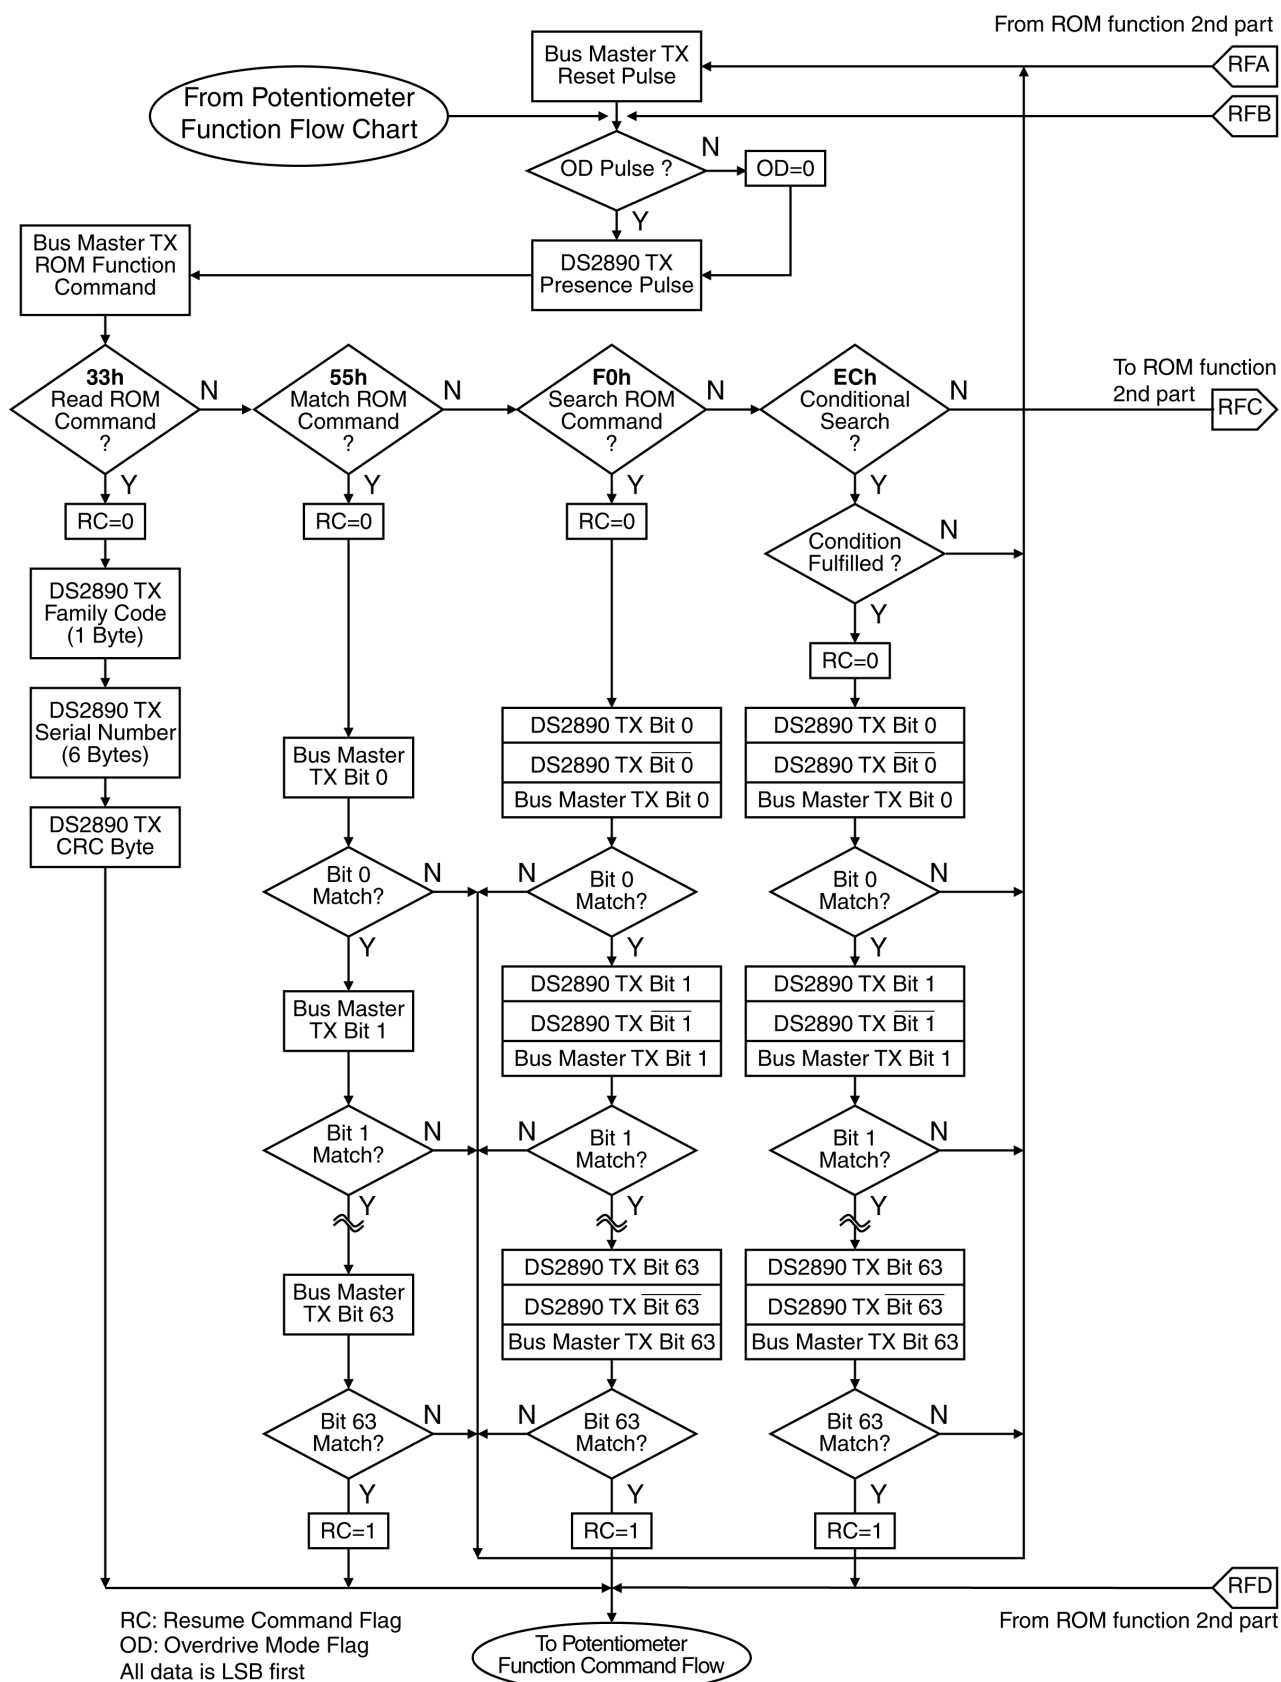 From ROM function 2nd part
Bus Master TX
Reset Pulse
RFA
From Potentiometer
Function Flow Chart
RFB
OD Pulse ?
N
OD=0
Y
Bus Master TX
ROM Function
Command
DS2890 TX
Presence Pulse
33h
Read ROM
Command
?
N
55h
Match ROM
Command
?
N
F0h
Search ROM
Command
?
N
ECh
Conditional
Search
?
N
To ROM function
2nd part
RFC
Y
Y
Y
Y
RC=0
RC=0
RC=0
Condition
Fulfilled ?
N
Y
RC=0
DS2890 TX
Family Code
(1 Byte)
DS2890 TX
Serial Number
(6 Bytes)
DS2890 TX
CRC Byte
Bus Master
TX Bit 0
DS2890 TX Bit 0
DS2890 TX B̅i̅t̅ ̅0̅
Bus Master TX Bit 0
DS2890 TX Bit 0
DS2890 TX B̅i̅t̅ ̅0̅
Bus Master TX Bit 0
Bit 0
Match?
N
N
Bit 0
Match?
Bit 0
Match?
N
Y
Y
Y
Bus Master
TX Bit 1
DS2890 TX Bit 1
DS2890 TX B̅i̅t̅ ̅1̅
Bus Master TX Bit 1
DS2890 TX Bit 1
DS2890 TX B̅i̅t̅ ̅1̅
Bus Master TX Bit 1
Bit 1
Match?
N
N
Bit 1
Match?
Bit 1
Match?
N
Y
Y
Y
Bus Master
TX Bit 63
DS2890 TX Bit 63
DS2890 TX B̅i̅t̅ ̅6̅3̅
Bus Master TX Bit 63
DS2890 TX Bit 63
DS2890 TX B̅i̅t̅ ̅6̅3̅
Bus Master TX Bit 63
Bit 63
Match?
N
N
Bit 63
Match?
Bit 63
Match?
N
Y
Y
Y
RC=1
RC=1
RC=1
RFD
From ROM function 2nd part
RC: Resume Command Flag
OD: Overdrive Mode Flag
All data is LSB first
To Potentiometer
Function Command Flow